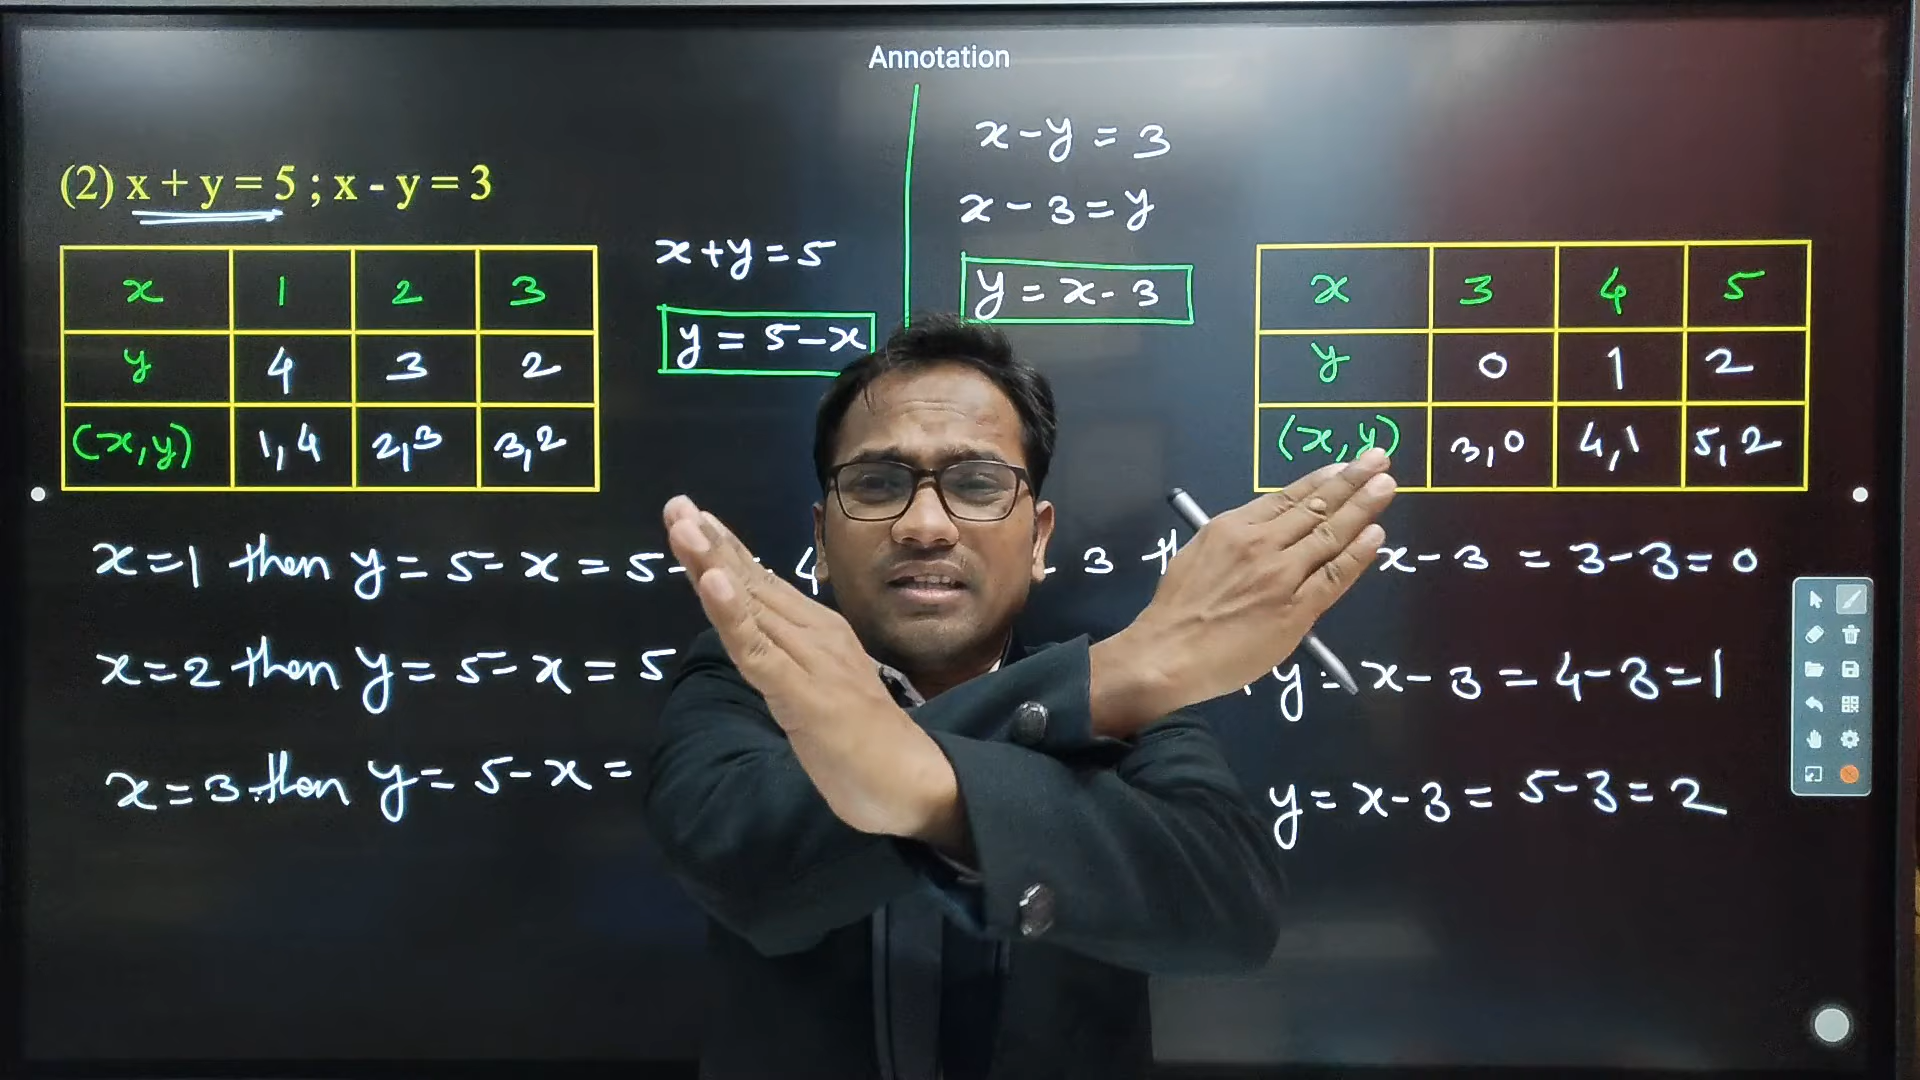 Annotation
(2) x + y = 5 ; x - y = 3
x 1 2 3
y 4 3 2
(x,y) 1,4 2,3 3,2
x+y=5
y = 5-x
x-y = 3
x-3=y
y = x-3
x 3 4 5
y 0 1 2
(x,y) 3,0 4,1 5,2
x=1 then y = 5-x = 5- 4
3 x-3 = 3-3=0
x=2 then y = 5-x = 5
y = x-3 = 4-3=1
x=3 then y = 5-x =
y = x-3 = 5-3=2